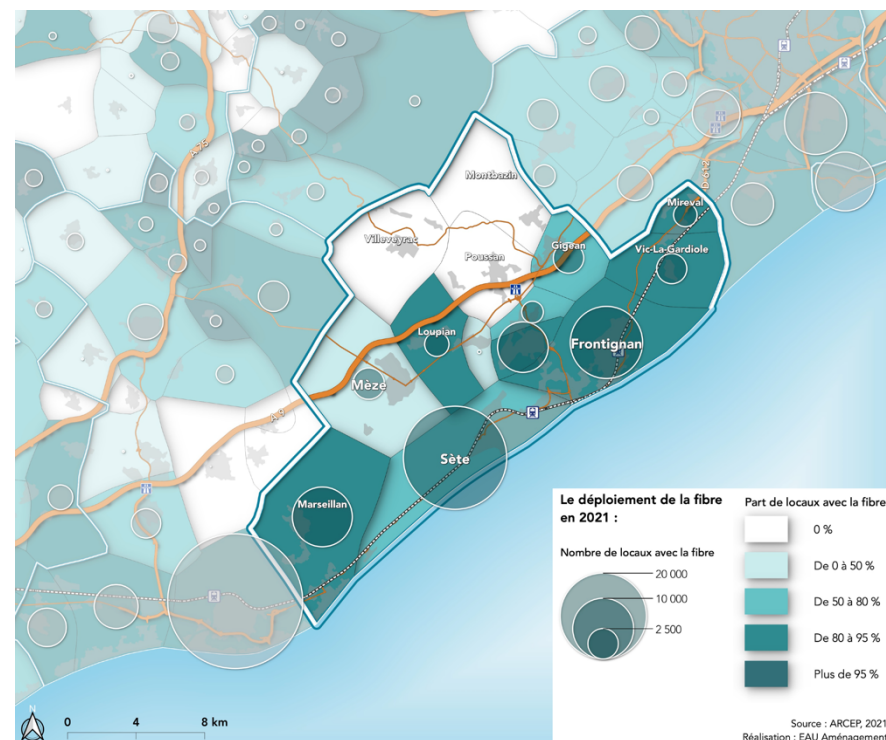 A 75
D 612
Montbazin
Mireval
Villeveyrac
Gigean
Vic-La-Gardiole
Poussan
Loupian
Frontignan
Mèze
A 9
Sète
Marseillan
Le déploiement de la fibre
en 2021 :
Nombre de locaux avec la fibre
20 000
10 000
2 500
Part de locaux avec la fibre
0 %
De 0 à 50 %
De 50 à 80 %
De 80 à 95 %
Plus de 95 %
N
0 4 8 km
Source : ARCEP, 2021
Réalisation : EAU Aménagement